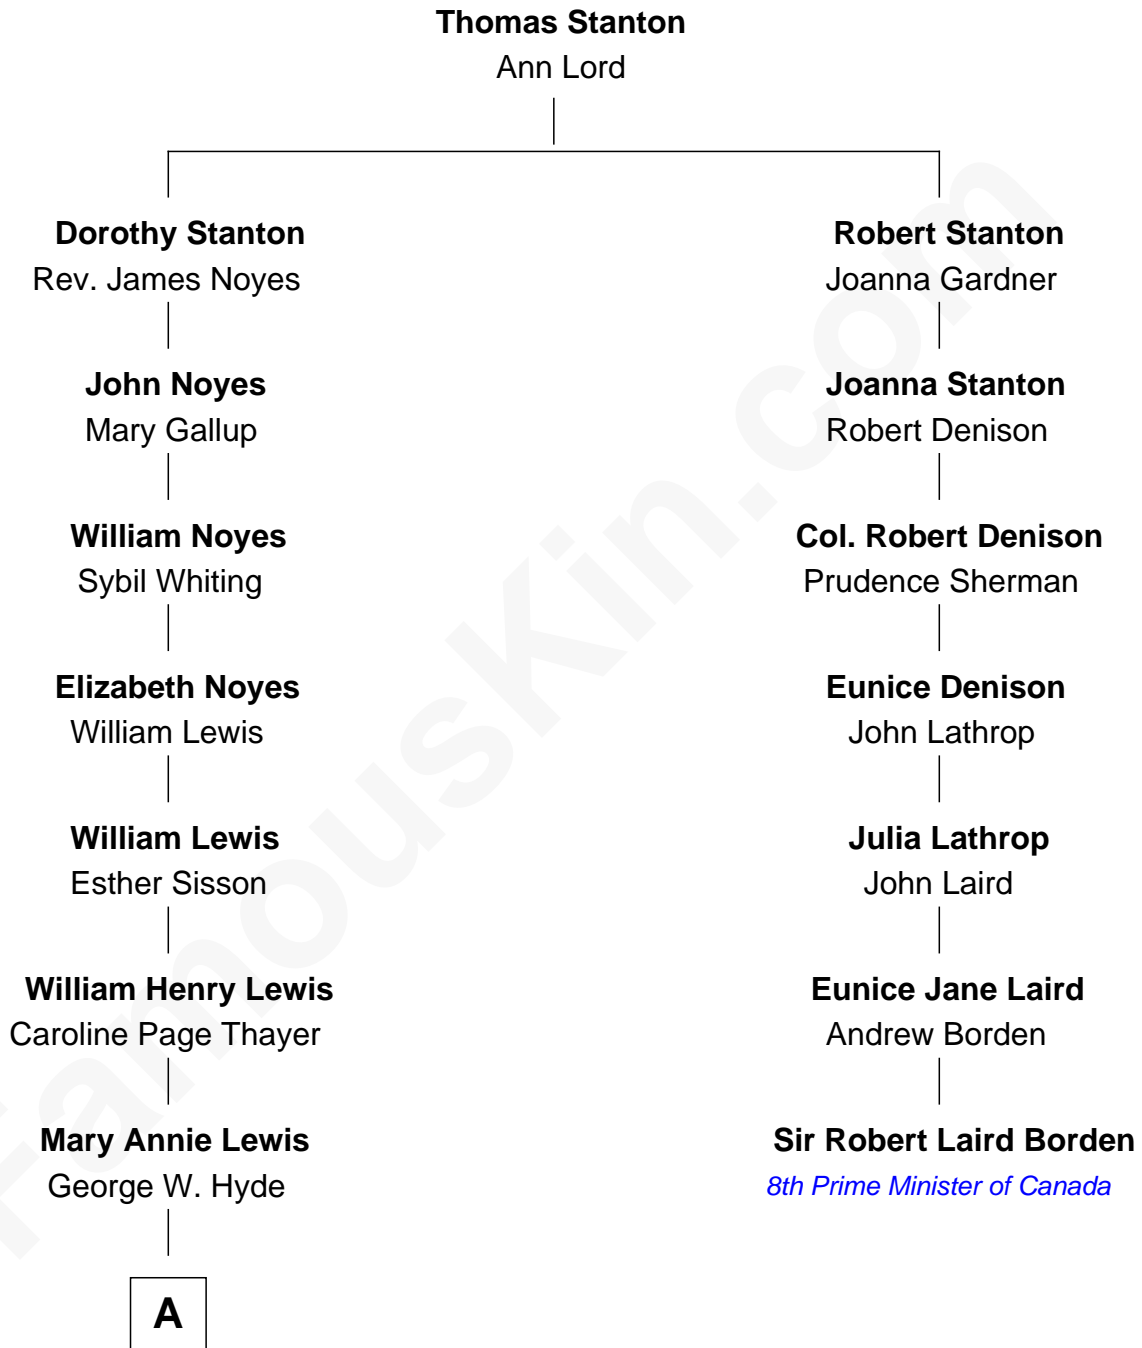 Thomas Stanton
Ann Lord
Dorothy Stanton
Rev. James Noyes
John Noyes
Mary Gallup
William Noyes
Sybil Whiting
Elizabeth Noyes
William Lewis
William Lewis
Esther Sisson
William Henry Lewis
Caroline Page Thayer
Mary Annie Lewis
George W. Hyde
A
Robert Stanton
Joanna Gardner
Joanna Stanton
Robert Denison
Col. Robert Denison
Prudence Sherman
Eunice Denison
John Lathrop
Julia Lathrop
John Laird
Eunice Jane Laird
Andrew Borden
Sir Robert Laird Borden
8th Prime Minister of Canada
FamousKin.com